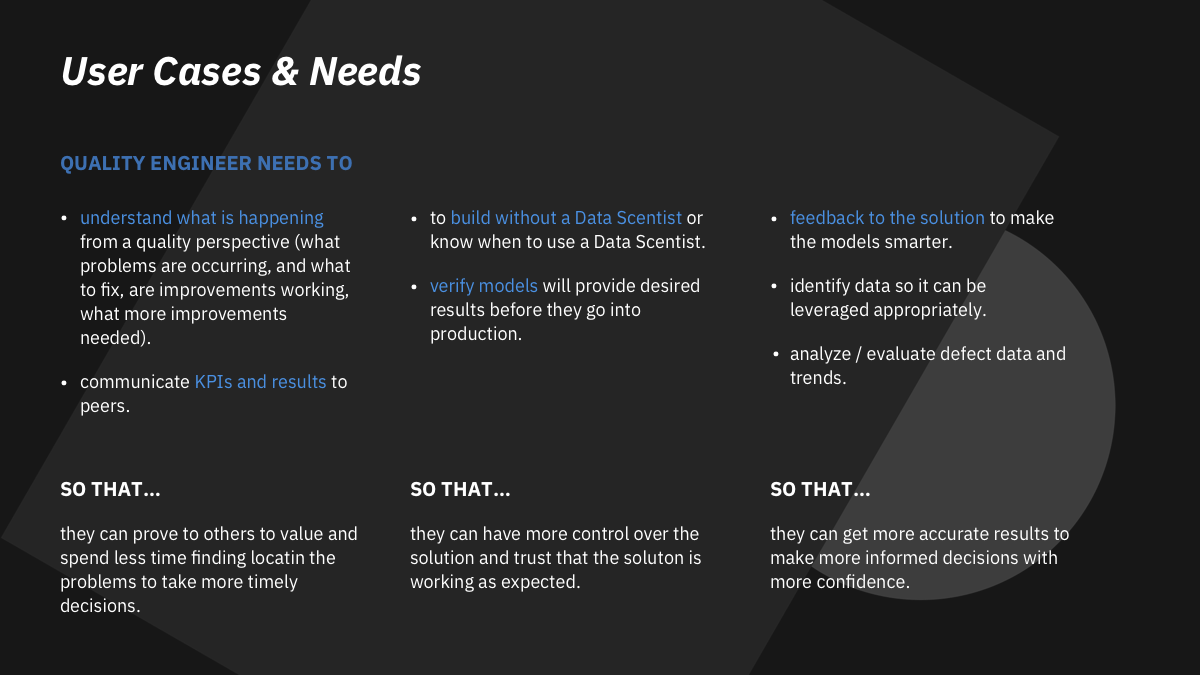 User Cases & Needs
QUALITY ENGINEER NEEDS TO
• understand what is happening
from a quality perspective (what
problems are occurring, and what
to fix, are improvements working,
what more improvements
needed).
• communicate KPIs and results to
peers.
SO THAT...
they can prove to others to value and
spend less time finding locatin the
problems to take more timely
decisions.
• to build without a Data Scentist or
know when to use a Data Scentist.
• verify models will provide desired
results before they go into
production.
SO THAT...
they can have more control over the
solution and trust that the soluton is
working as expected.
• feedback to the solution to make
the models smarter.
• identify data so it can be
leveraged appropriately.
• analyze / evaluate defect data and
trends.
SO THAT...
they can get more accurate results to
make more informed decisions with
more confidence.